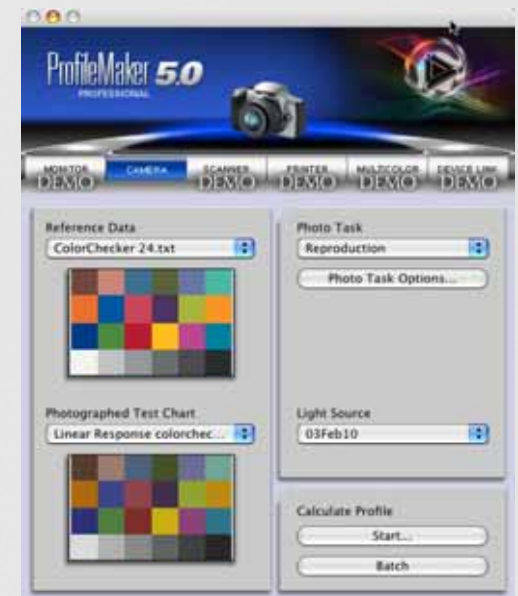 ProfileMaker 5.0
PROFESSIONAL
MONITOR DEMO
CAMERA
SCANNER DEMO
PRINTER DEMO
MULTICOLOR DEMO
DEVICE LINK DEMO
Reference Data
ColorChecker 24.txt
Photo Task
Reproduction
Photo Task Options...
Photographed Test Chart
Linear Response colorchec...
Light Source
03Feb10
Calculate Profile
Start...
Batch